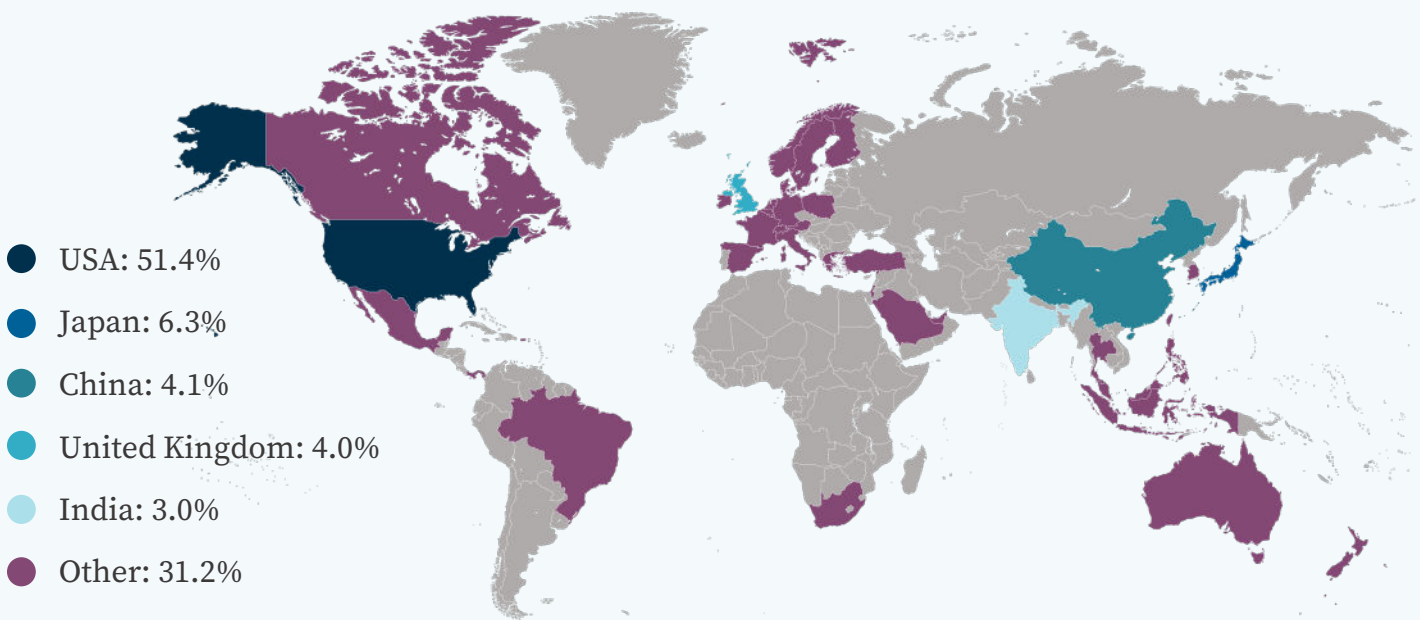 USA: 51.4%
Japan: 6.3%
China: 4.1%
United Kingdom: 4.0%
India: 3.0%
Other: 31.2%